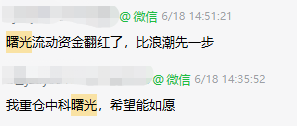 @微信 6/18 14:51:21
曙光流动资金翻红了，比浪潮先一步
@微信 6/18 14:35:52
我重仓中科曙光，希望能如愿